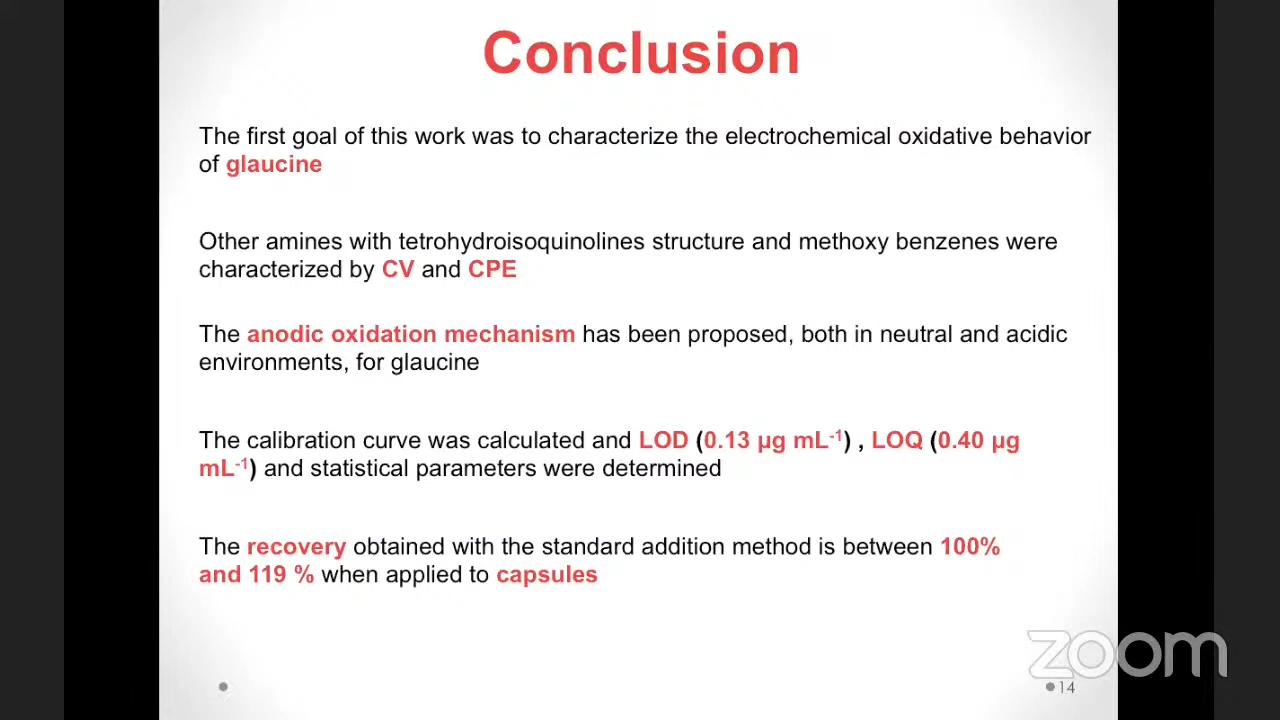 Conclusion
The first goal of this work was to characterize the electrochemical oxidative behavior
of glaucine
Other amines with tetrohydroisoquinolines structure and methoxy benzenes were
characterized by CV and CPE
The anodic oxidation mechanism has been proposed, both in neutral and acidic
environments, for glaucine
The calibration curve was calculated and LOD (0.13 µg mL⁻¹) , LOQ (0.40 µg
mL⁻¹) and statistical parameters were determined
The recovery obtained with the standard addition method is between 100%
and 119 % when applied to capsules
zoom
14